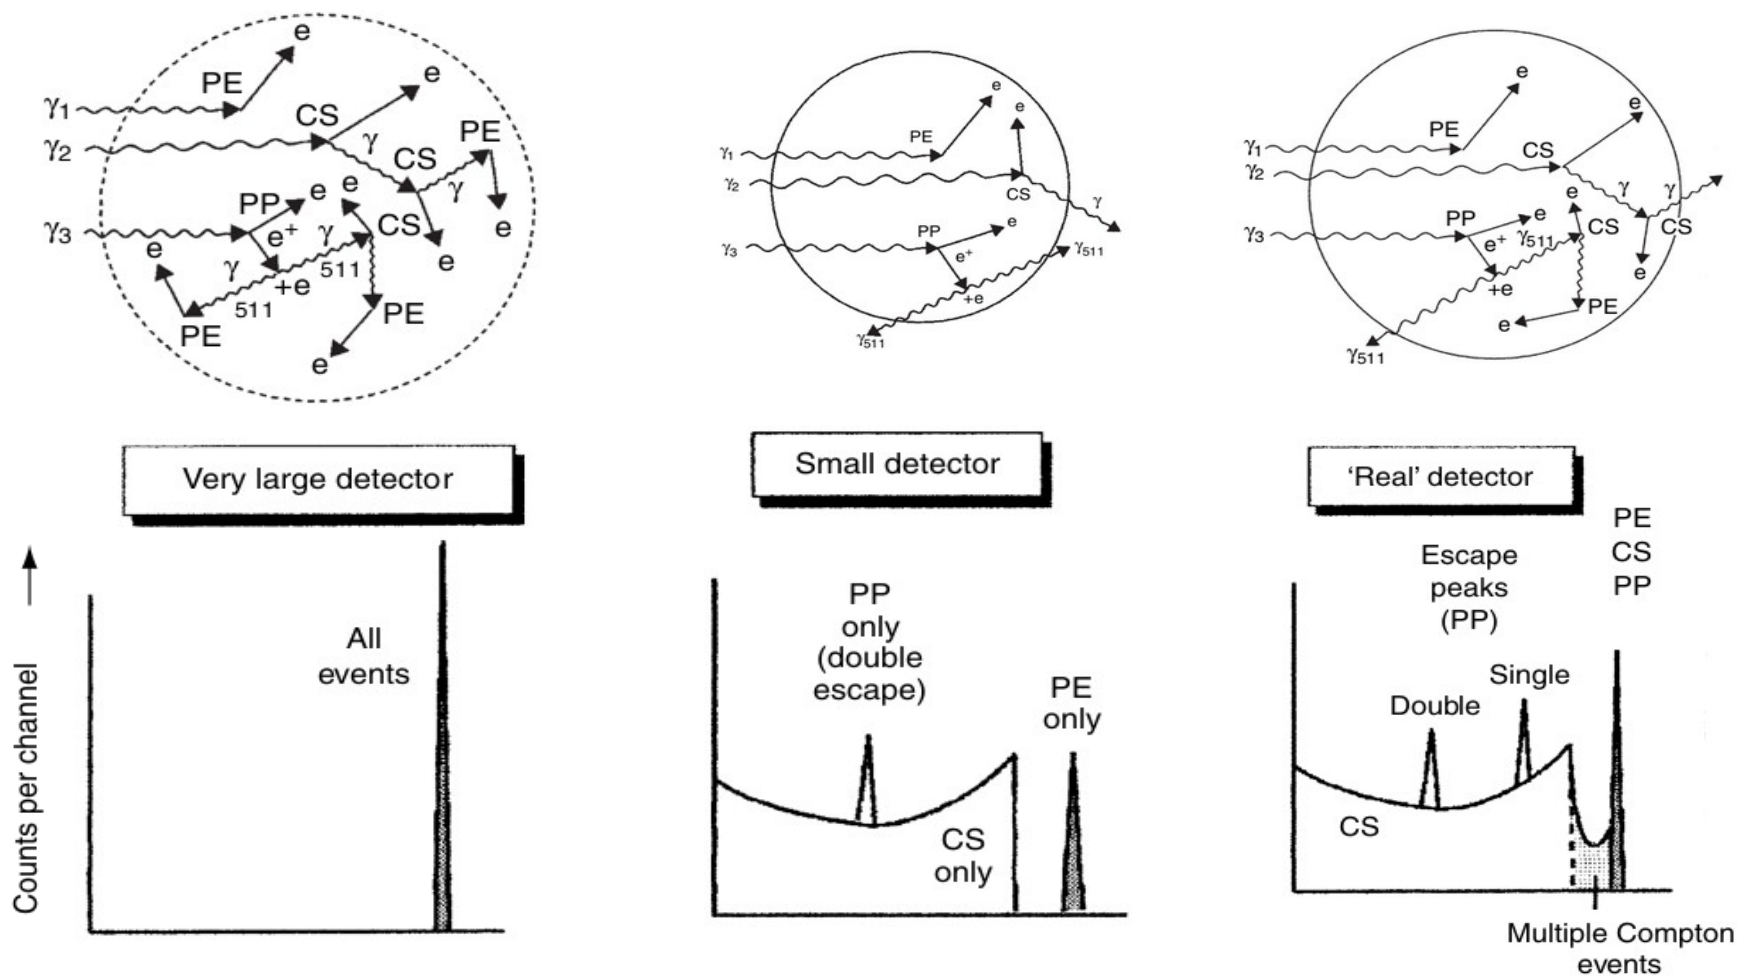 e
PE
γ1
CS
e
γ2
γ
PE
CS
γ
PP
e
e
γ3
e
e+
γ
CS
e
e
γ
511
+e
511
PE
PE
e
Very large detector
Counts per channel
All
events
e
e
PE
γ1
γ2
CS
γ
PP
e
γ3
e+
γ511
+e
γ511
Small detector
PP
only
(double
escape)
PE
only
CS
only
e
e
PE
γ1
CS
γ2
γ
γ
e
PP
e
CS
CS
γ3
e+
γ511
e
+e
PE
e
γ511
‘Real’ detector
PE
CS
PP
Escape
peaks
(PP)
Single
Double
CS
Multiple Compton
events